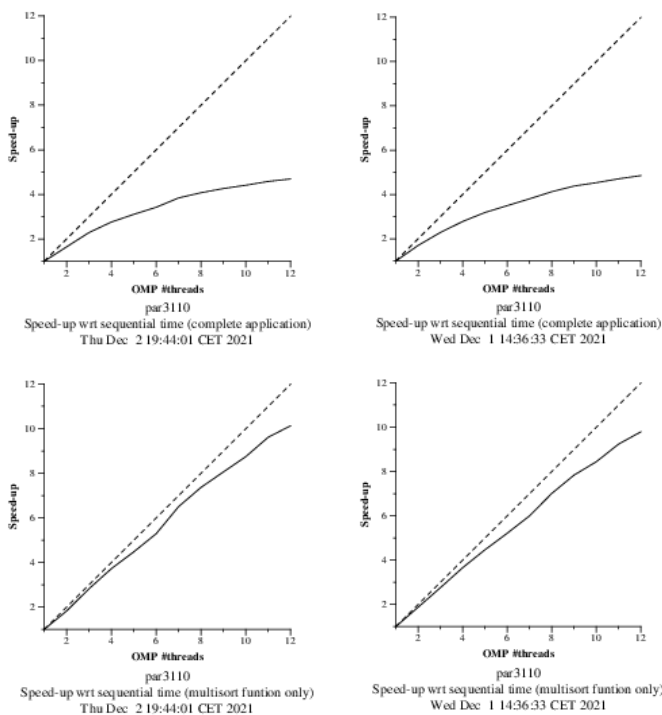 12
10
8
6
4
2
Speed-up
2 4 6 8 10 12
OMP #threads
par3110
Speed-up wrt sequential time (complete application)
Thu Dec 2 19:44:01 CET 2021
12
10
8
6
4
2
Speed-up
2 4 6 8 10 12
OMP #threads
par3110
Speed-up wrt sequential time (complete application)
Wed Dec 1 14:36:33 CET 2021
12
10
8
6
4
2
Speed-up
2 4 6 8 10 12
OMP #threads
par3110
Speed-up wrt sequential time (multisort funtion only)
Thu Dec 2 19:44:01 CET 2021
12
10
8
6
4
2
Speed-up
2 4 6 8 10 12
OMP #threads
par3110
Speed-up wrt sequential time (multisort funtion only)
Wed Dec 1 14:36:33 CET 2021